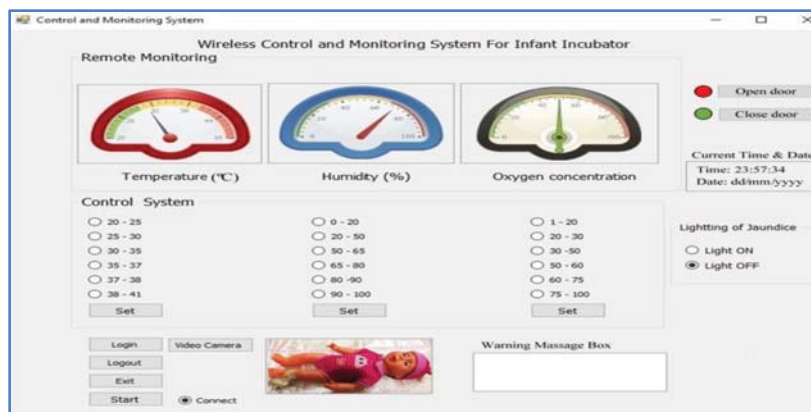 Control and Monitoring System
Wireless Control and Monitoring System For Infant Incubator
Remote Monitoring
Temperature (℃)
Humidity (%)
Oxygen concentration
Open door
Close door
Current Time & Date
Time: 23:57:34
Date: dd/mm/yyyy
Control System
20 - 25
25 - 30
30 - 35
35 - 37
37 - 38
38 - 41
Set
0 - 20
20 - 50
50 - 65
65 - 80
80 -90
90 - 100
Set
1 - 20
20 - 30
30 -50
50 - 60
60 - 75
75 - 100
Set
Lightting of Jaundice
Light ON
Light OFF
Login
Video Camera
Logout
Exit
Start
Connect
Warning Massage Box